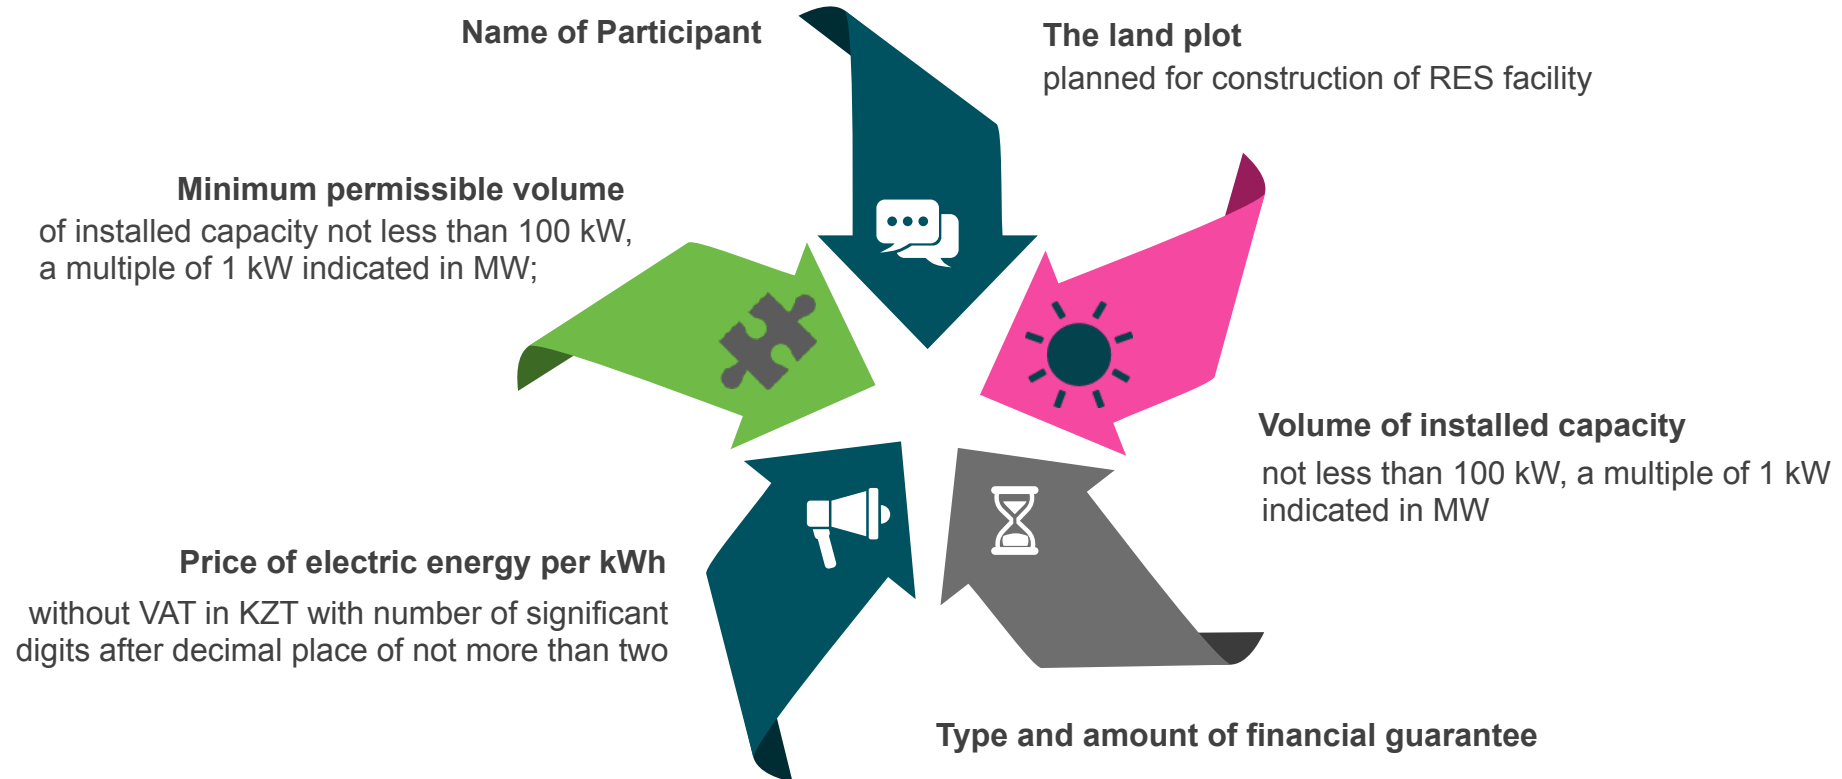 Name of Participant
The land plot
planned for construction of RES facility
Minimum permissible volume
of installed capacity not less than 100 kW,
a multiple of 1 kW indicated in MW;
Volume of installed capacity
not less than 100 kW, a multiple of 1 kW
indicated in MW
Price of electric energy per kWh
without VAT in KZT with number of significant
digits after decimal place of not more than two
Type and amount of financial guarantee